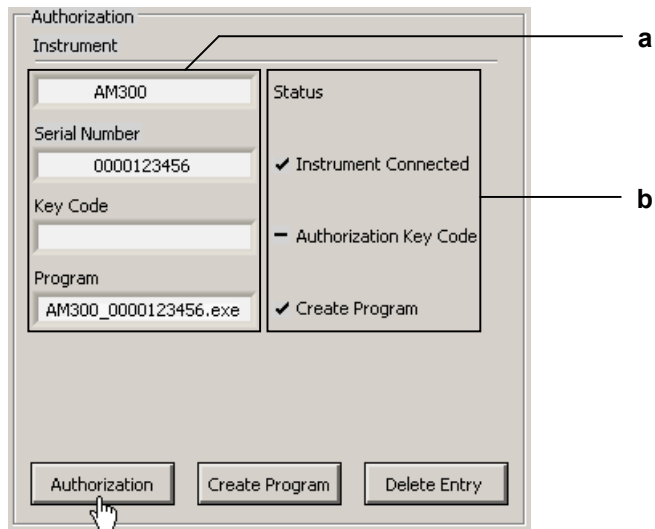 Authorization
Instrument
a
AM300
Status
Serial Number
0000123456
✓ Instrument Connected
b
Key Code
– Authorization Key Code
Program
AM300_0000123456.exe
✓ Create Program
Authorization
Create Program
Delete Entry